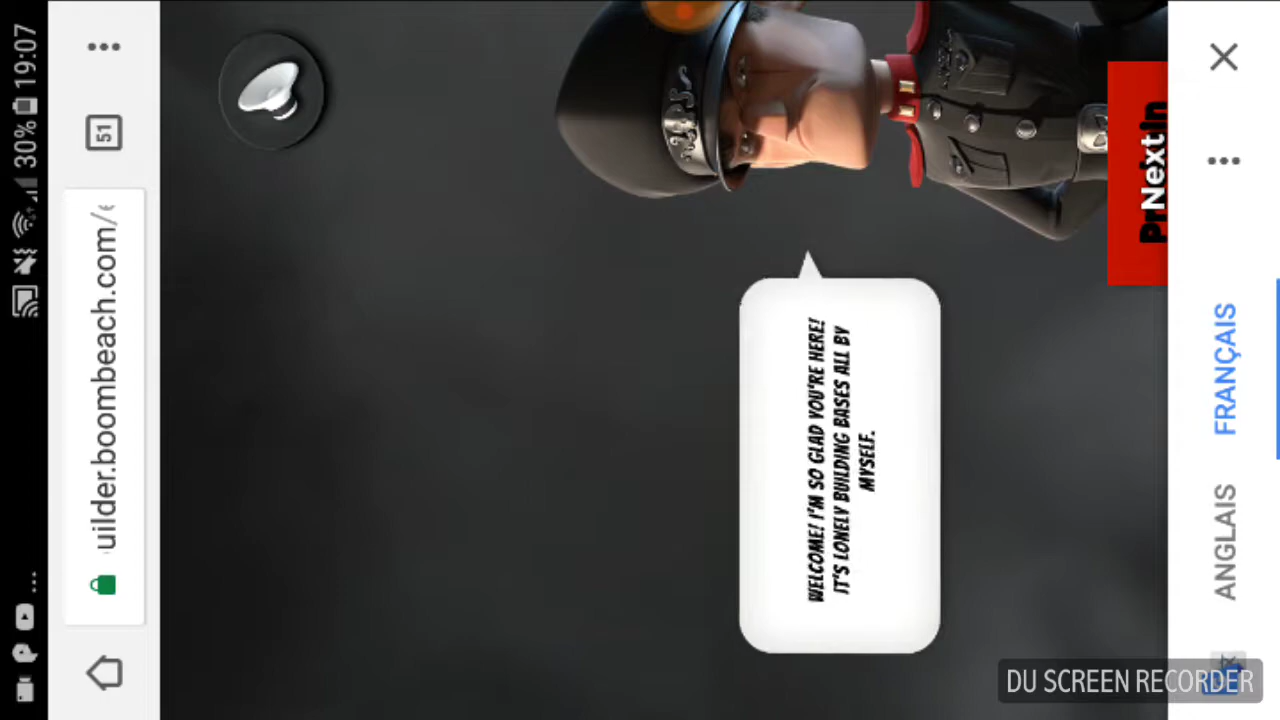 30% 19:07
uilder.boombeach.com/e
51
WELCOME! I'M SO GLAD YOU'RE HERE!
IT'S LONELY BUILDING BASES ALL BY
MYSELF.
Next
ANGLAIS FRANÇAIS
DU SCREEN RECORDER